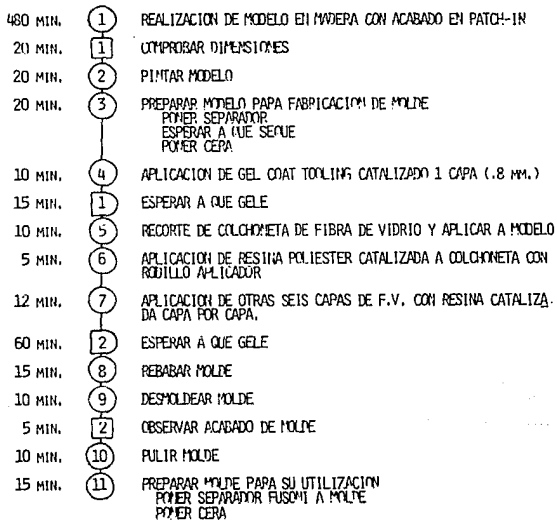 480 MIN. 1 REALIZACION DE MODELO EN MADERA CON ACABADO EN PATCH-IN
20 MIN. 1 COMPROBAR DIMENSIONES
20 MIN. 2 PINTAR MODELO
20 MIN. 3 PREPARAR MODELO PAPA FABRICACION DE MOLDE
PONER SEPARADOR
ESPERAR A QUE SEQUE
PONER CERA
10 MIN. 4 APLICACION DE GEL COAT TOOLING CATALIZADO 1 CAPA (.8 MM.)
15 MIN. 1 ESPERAR A QUE GELE
10 MIN. 5 RECORTE DE COLCHONETA DE FIBRA DE VIDRIO Y APLICAR A MODELO
5 MIN. 6 APLICACION DE RESINA POLIESTER CATALIZADA A COLCHONETA CON
RODILLO APLICADOR
12 MIN. 7 APLICACION DE OTRAS SEIS CAPAS DE F.V. CON RESINA CATALIZA-
DA CAPA POR CAPA.
60 MIN. 2 ESPERAR A QUE GELE
15 MIN. 8 REBABAR MOLDE
10 MIN. 9 DESMOLDEAR MOLDE
5 MIN. 2 OBSERVAR ACABADO DE MOLDE
10 MIN. 10 PULIR MOLDE
15 MIN. 11 PREPARAR MOLDE PARA SU UTILIZACION
PONER SEPARADOR FUSOMI A MOLDE
PONER CERA